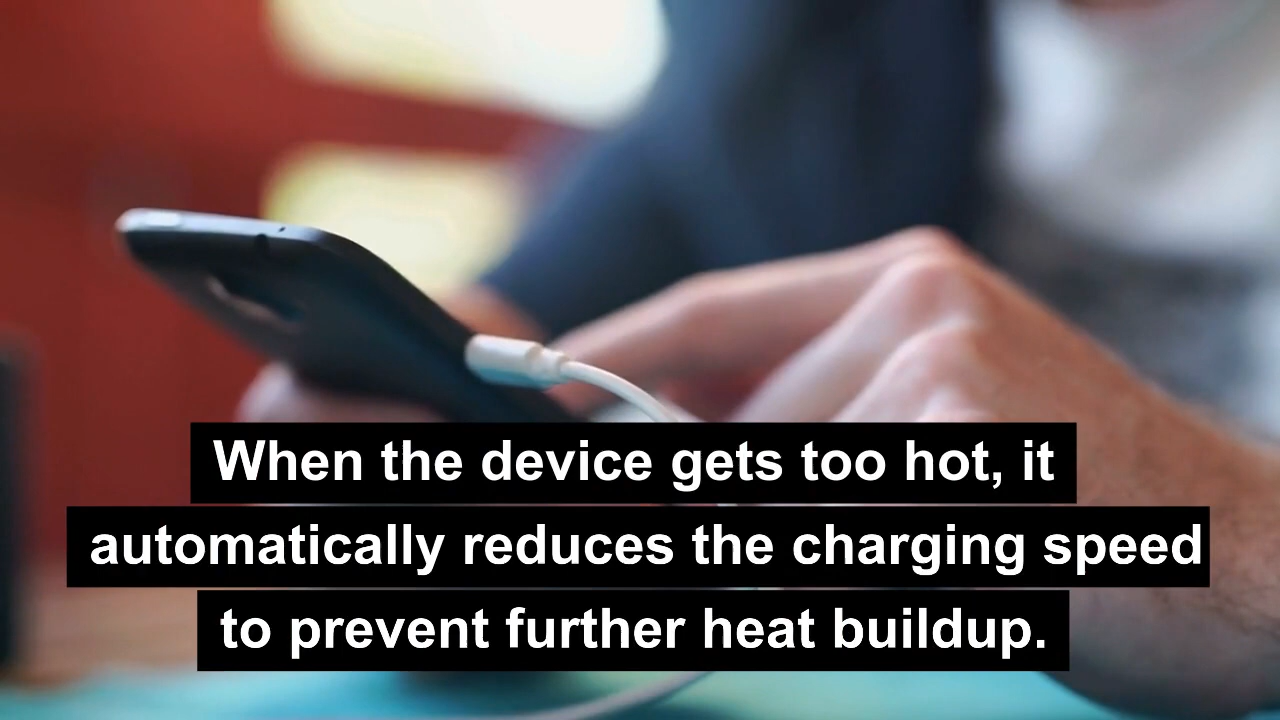 When the device gets too hot, it
automatically reduces the charging speed
to prevent further heat buildup.